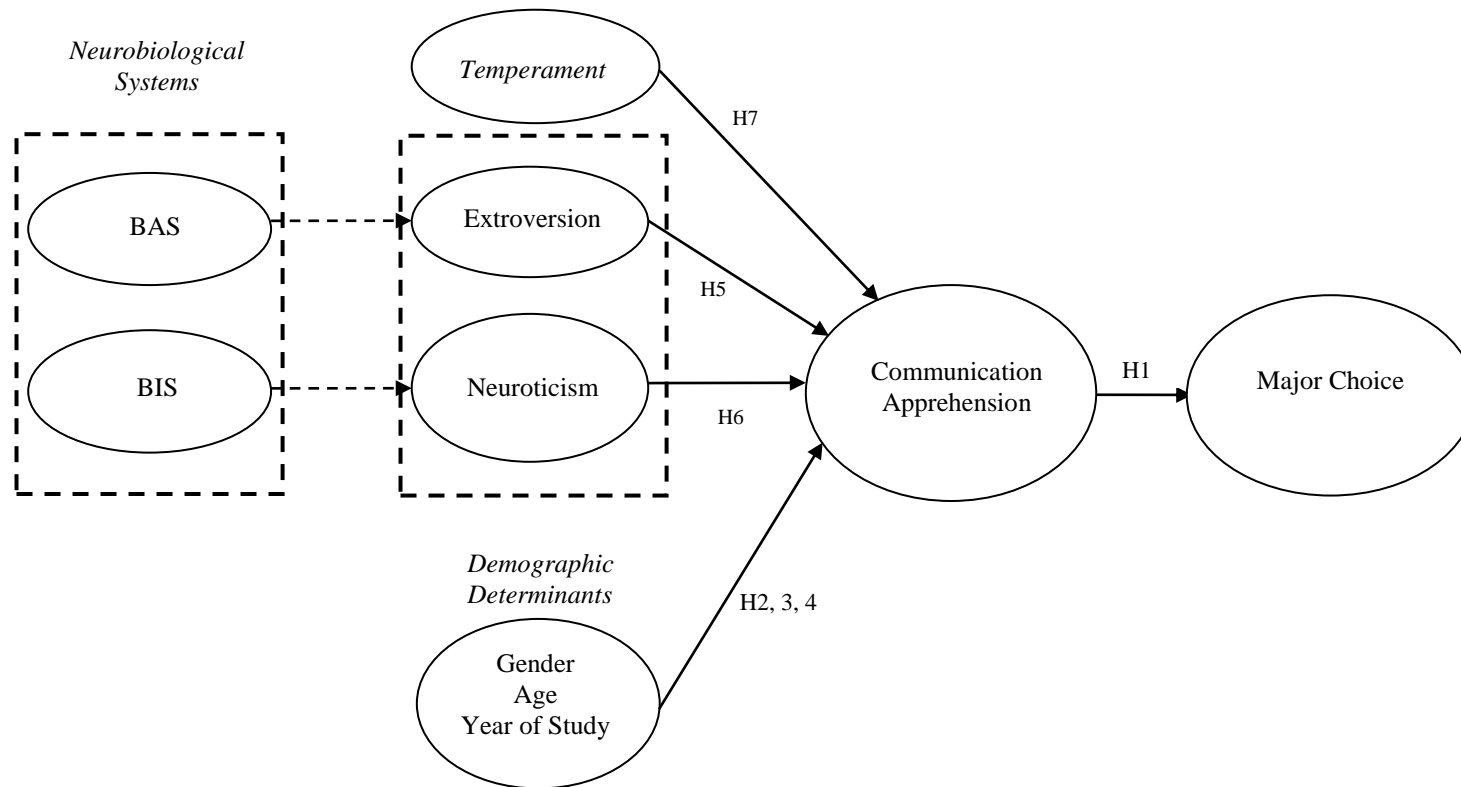 Neurobiological
Systems
Temperament
H7
BAS
Extroversion
H5
BIS
Neuroticism
H6
Communication
Apprehension
H1
Major Choice
Demographic
Determinants
H2, 3, 4
Gender
Age
Year of Study